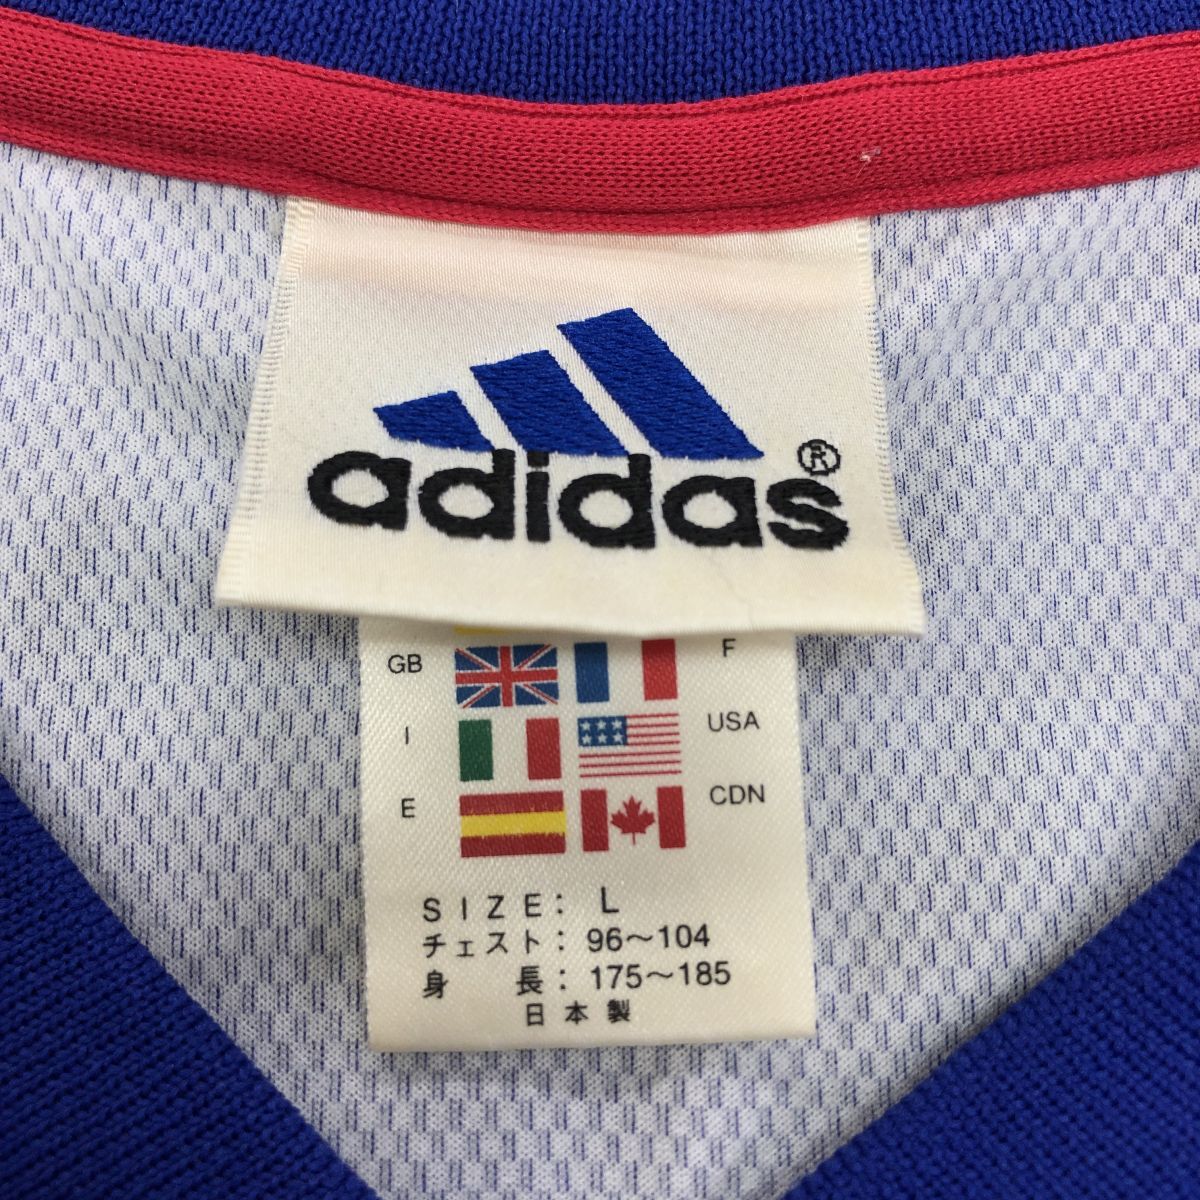 adidas®
GB F
I USA
E CDN
SIZE: L
チェスト: 96～104
身長: 175～185
日本製